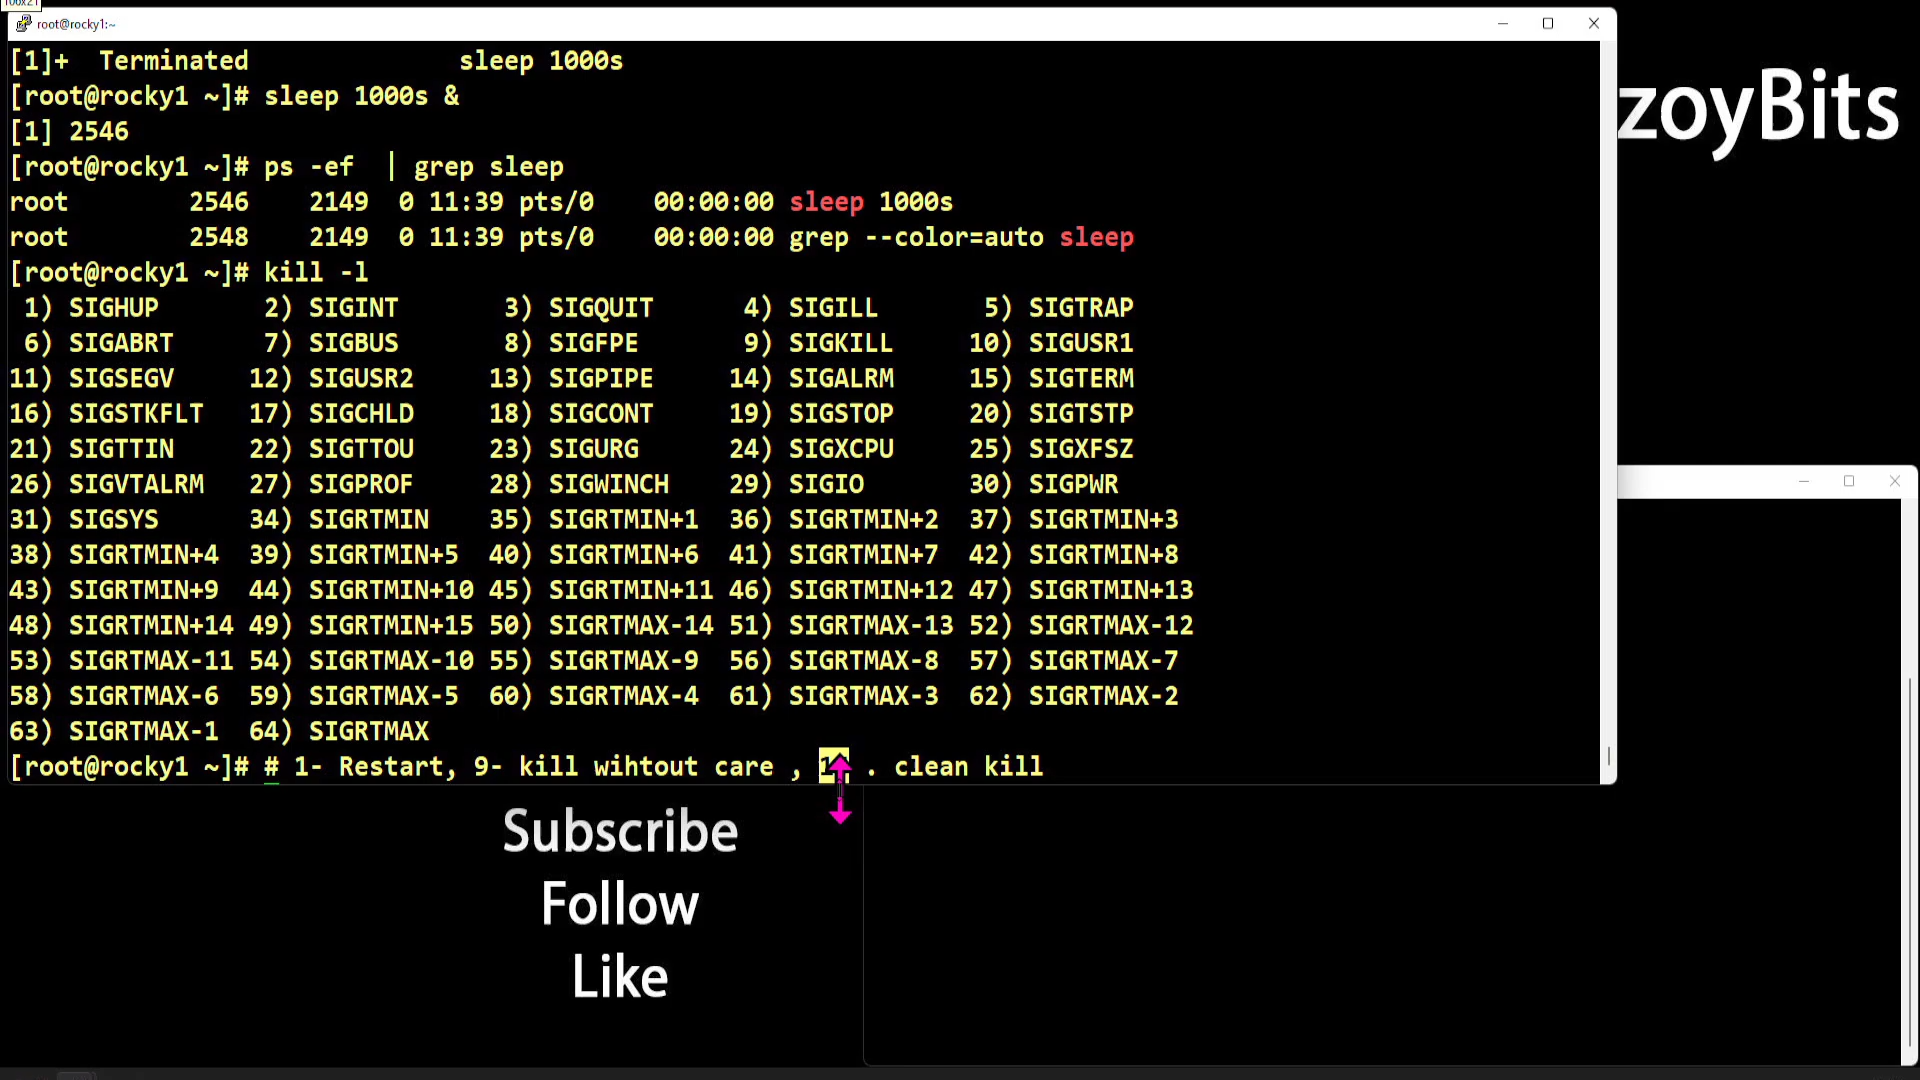 root@rocky1:~
[1]+  Terminated              sleep 1000s
[root@rocky1 ~]# sleep 1000s &
[1] 2546
[root@rocky1 ~]# ps -ef  | grep sleep
root        2546    2149  0 11:39 pts/0    00:00:00 sleep 1000s
root        2548    2149  0 11:39 pts/0    00:00:00 grep --color=auto sleep
[root@rocky1 ~]# kill -l
 1) SIGHUP       2) SIGINT       3) SIGQUIT      4) SIGILL       5) SIGTRAP
 6) SIGABRT      7) SIGBUS       8) SIGFPE       9) SIGKILL     10) SIGUSR1
11) SIGSEGV     12) SIGUSR2     13) SIGPIPE     14) SIGALRM     15) SIGTERM
16) SIGSTKFLT   17) SIGCHLD     18) SIGCONT     19) SIGSTOP     20) SIGTSTP
21) SIGTTIN     22) SIGTTOU     23) SIGURG      24) SIGXCPU     25) SIGXFSZ
26) SIGVTALRM   27) SIGPROF     28) SIGWINCH    29) SIGIO       30) SIGPWR
31) SIGSYS      34) SIGRTMIN    35) SIGRTMIN+1  36) SIGRTMIN+2  37) SIGRTMIN+3
38) SIGRTMIN+4  39) SIGRTMIN+5  40) SIGRTMIN+6  41) SIGRTMIN+7  42) SIGRTMIN+8
43) SIGRTMIN+9  44) SIGRTMIN+10 45) SIGRTMIN+11 46) SIGRTMIN+12 47) SIGRTMIN+13
48) SIGRTMIN+14 49) SIGRTMIN+15 50) SIGRTMAX-14 51) SIGRTMAX-13 52) SIGRTMAX-12
53) SIGRTMAX-11 54) SIGRTMAX-10 55) SIGRTMAX-9  56) SIGRTMAX-8  57) SIGRTMAX-7
58) SIGRTMAX-6  59) SIGRTMAX-5  60) SIGRTMAX-4  61) SIGRTMAX-3  62) SIGRTMAX-2
63) SIGRTMAX-1  64) SIGRTMAX
[root@rocky1 ~]# # 1- Restart, 9- kill wihtout care , . clean kill
zoyBits
Subscribe
Follow
Like